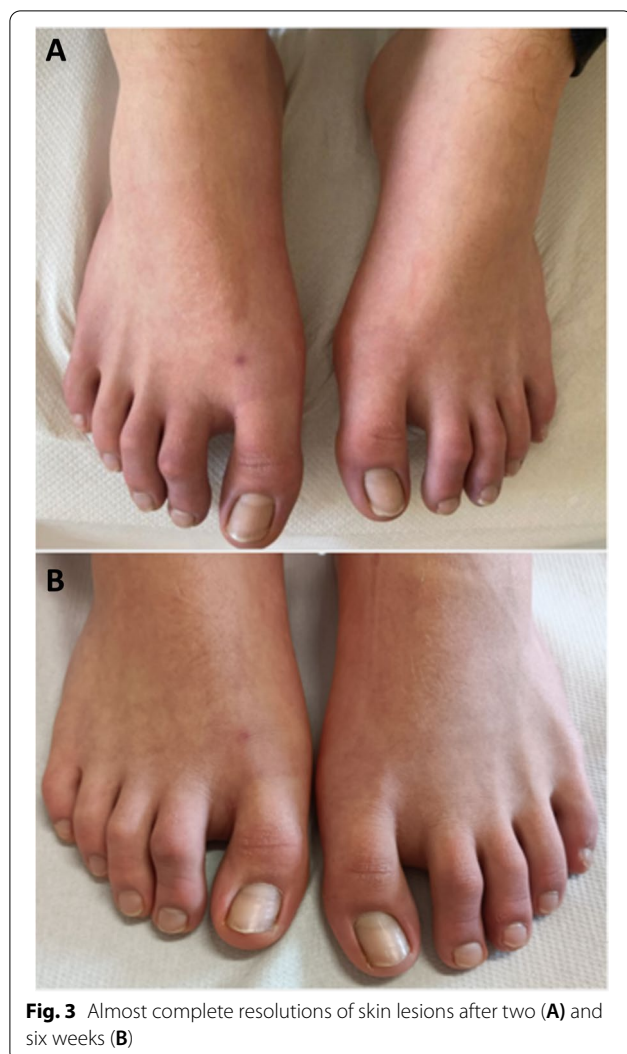 A
B
Fig. 3 Almost complete resolutions of skin lesions after two (A) and
six weeks (B)